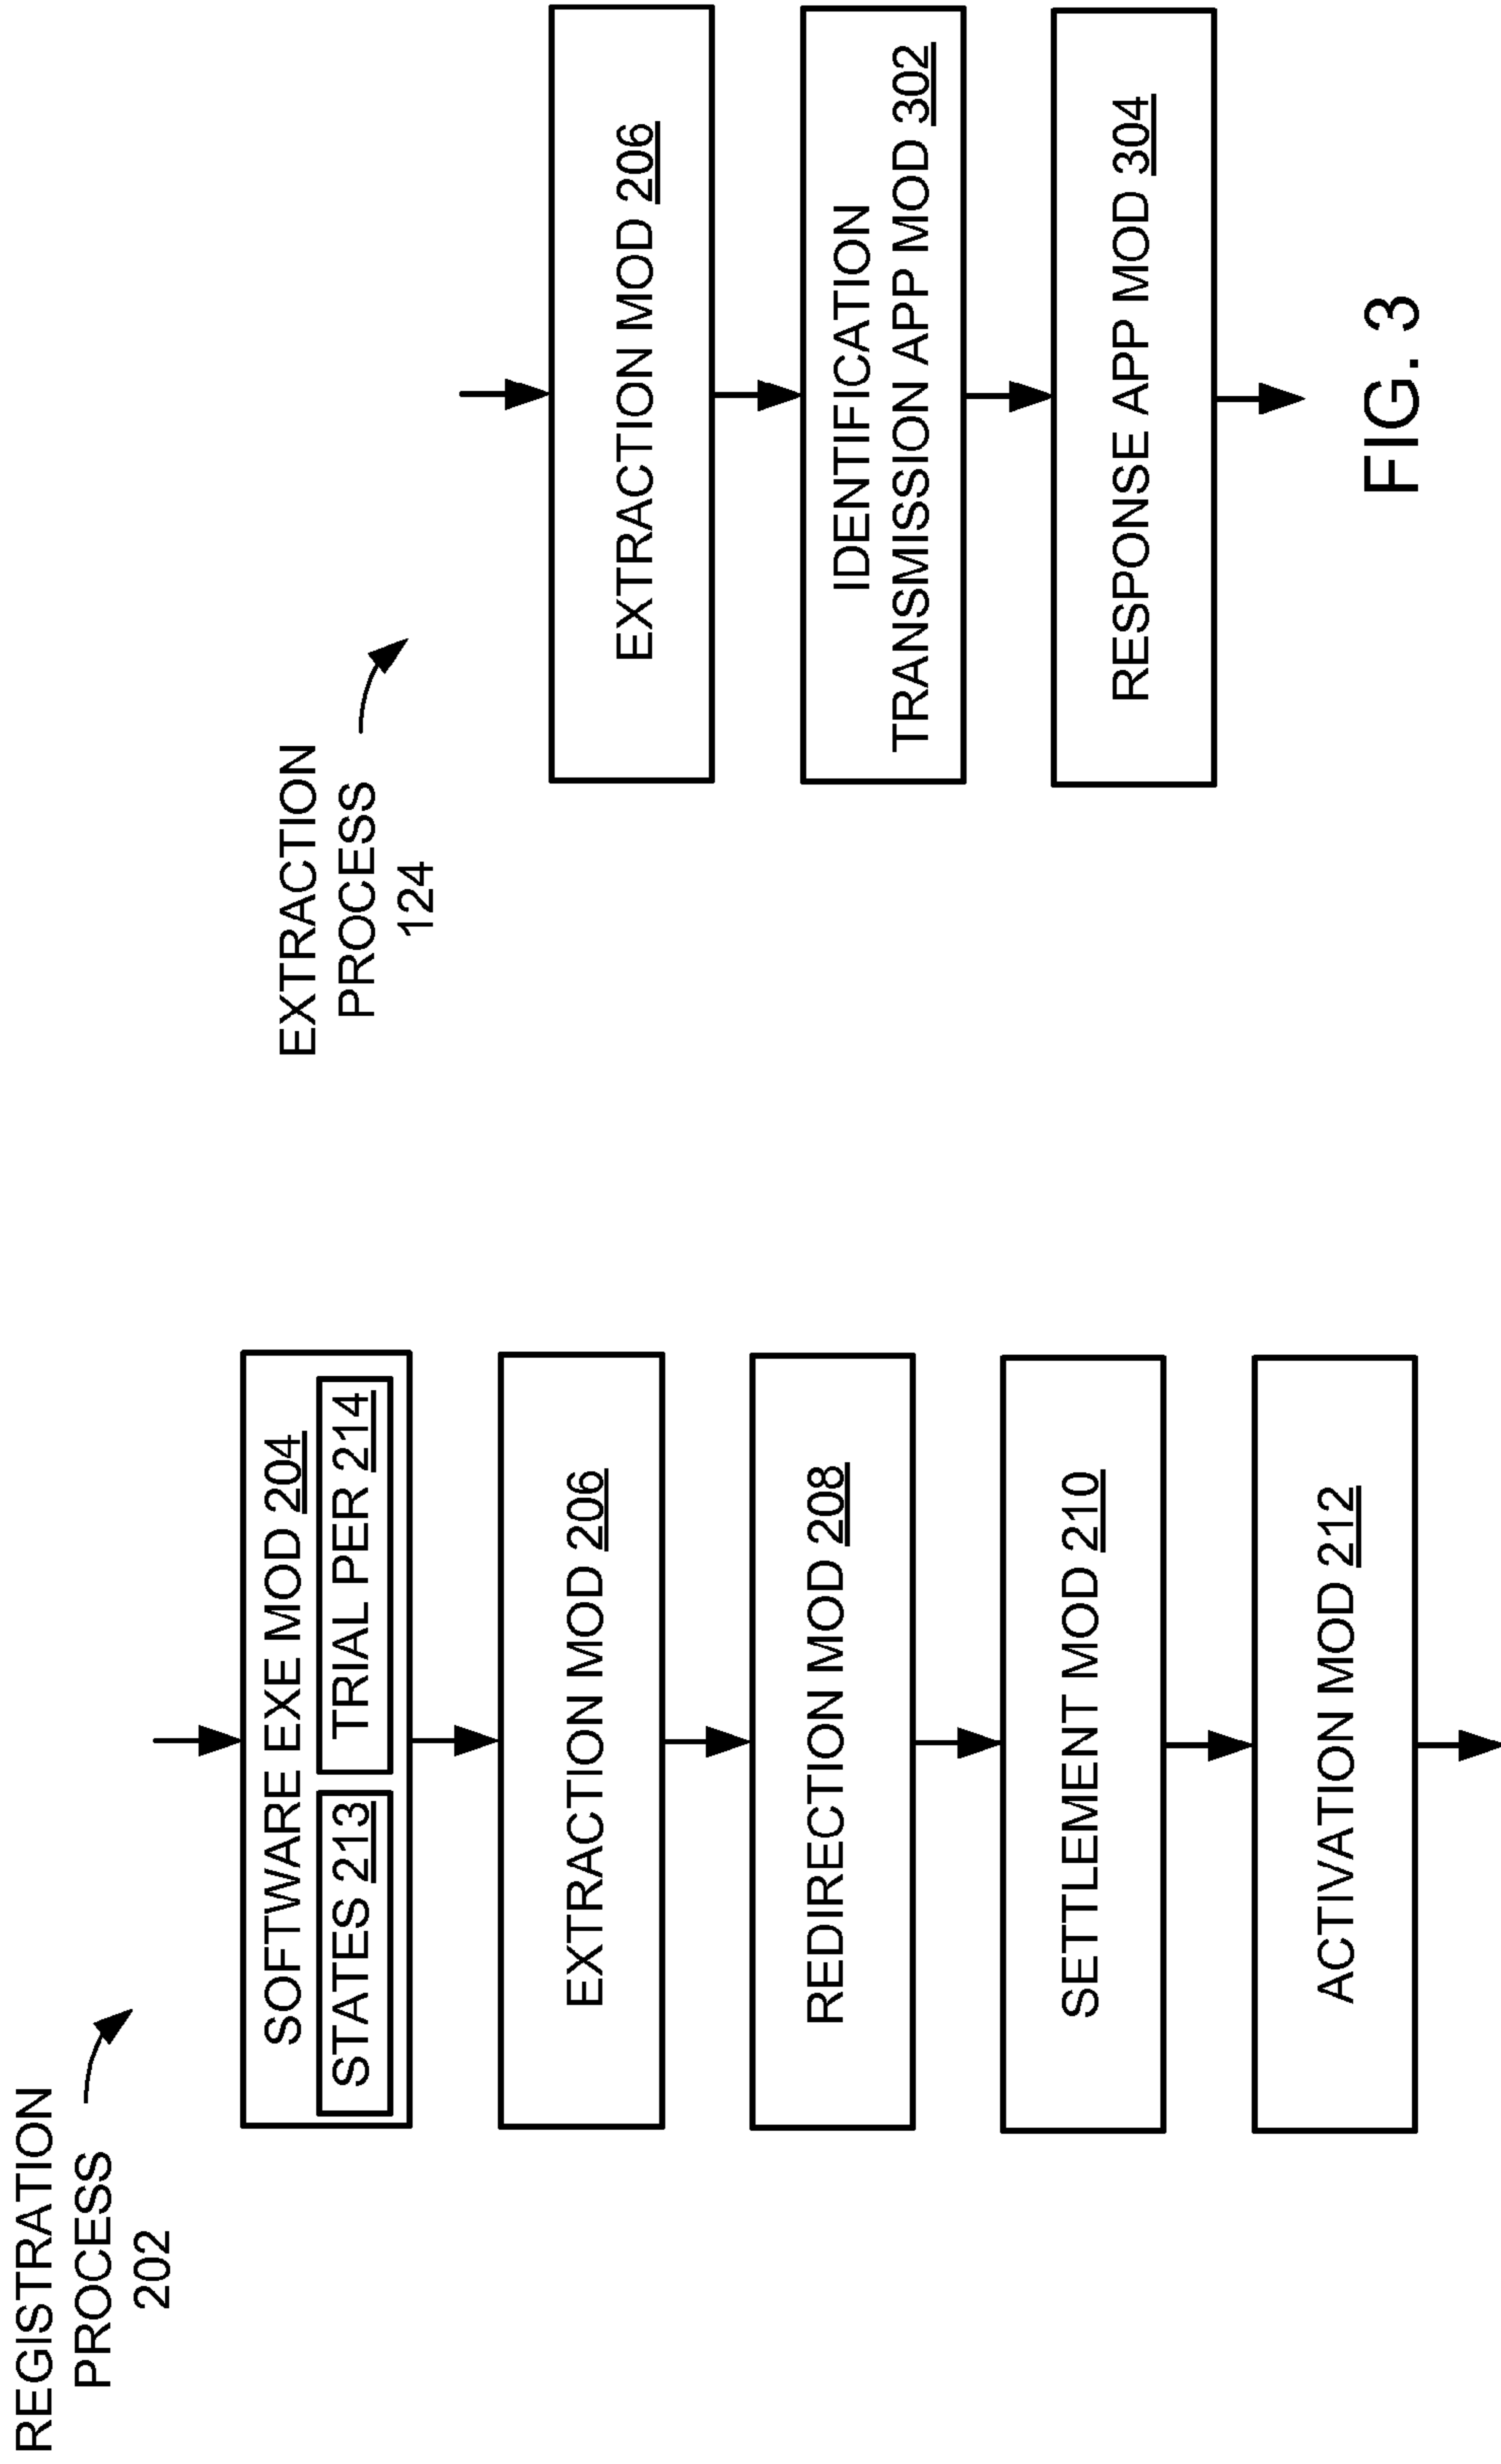 REGISTRATION
PROCESS
202
SOFTWARE EXE MOD 204
STATES 213
TRIAL PER 214
EXTRACTION MOD 206
REDIRECTION MOD 208
SETTLEMENT MOD 210
ACTIVATION MOD 212
EXTRACTION
PROCESS
124
EXTRACTION MOD 206
IDENTIFICATION
TRANSMISSION APP MOD 302
RESPONSE APP MOD 304
FIG. 3